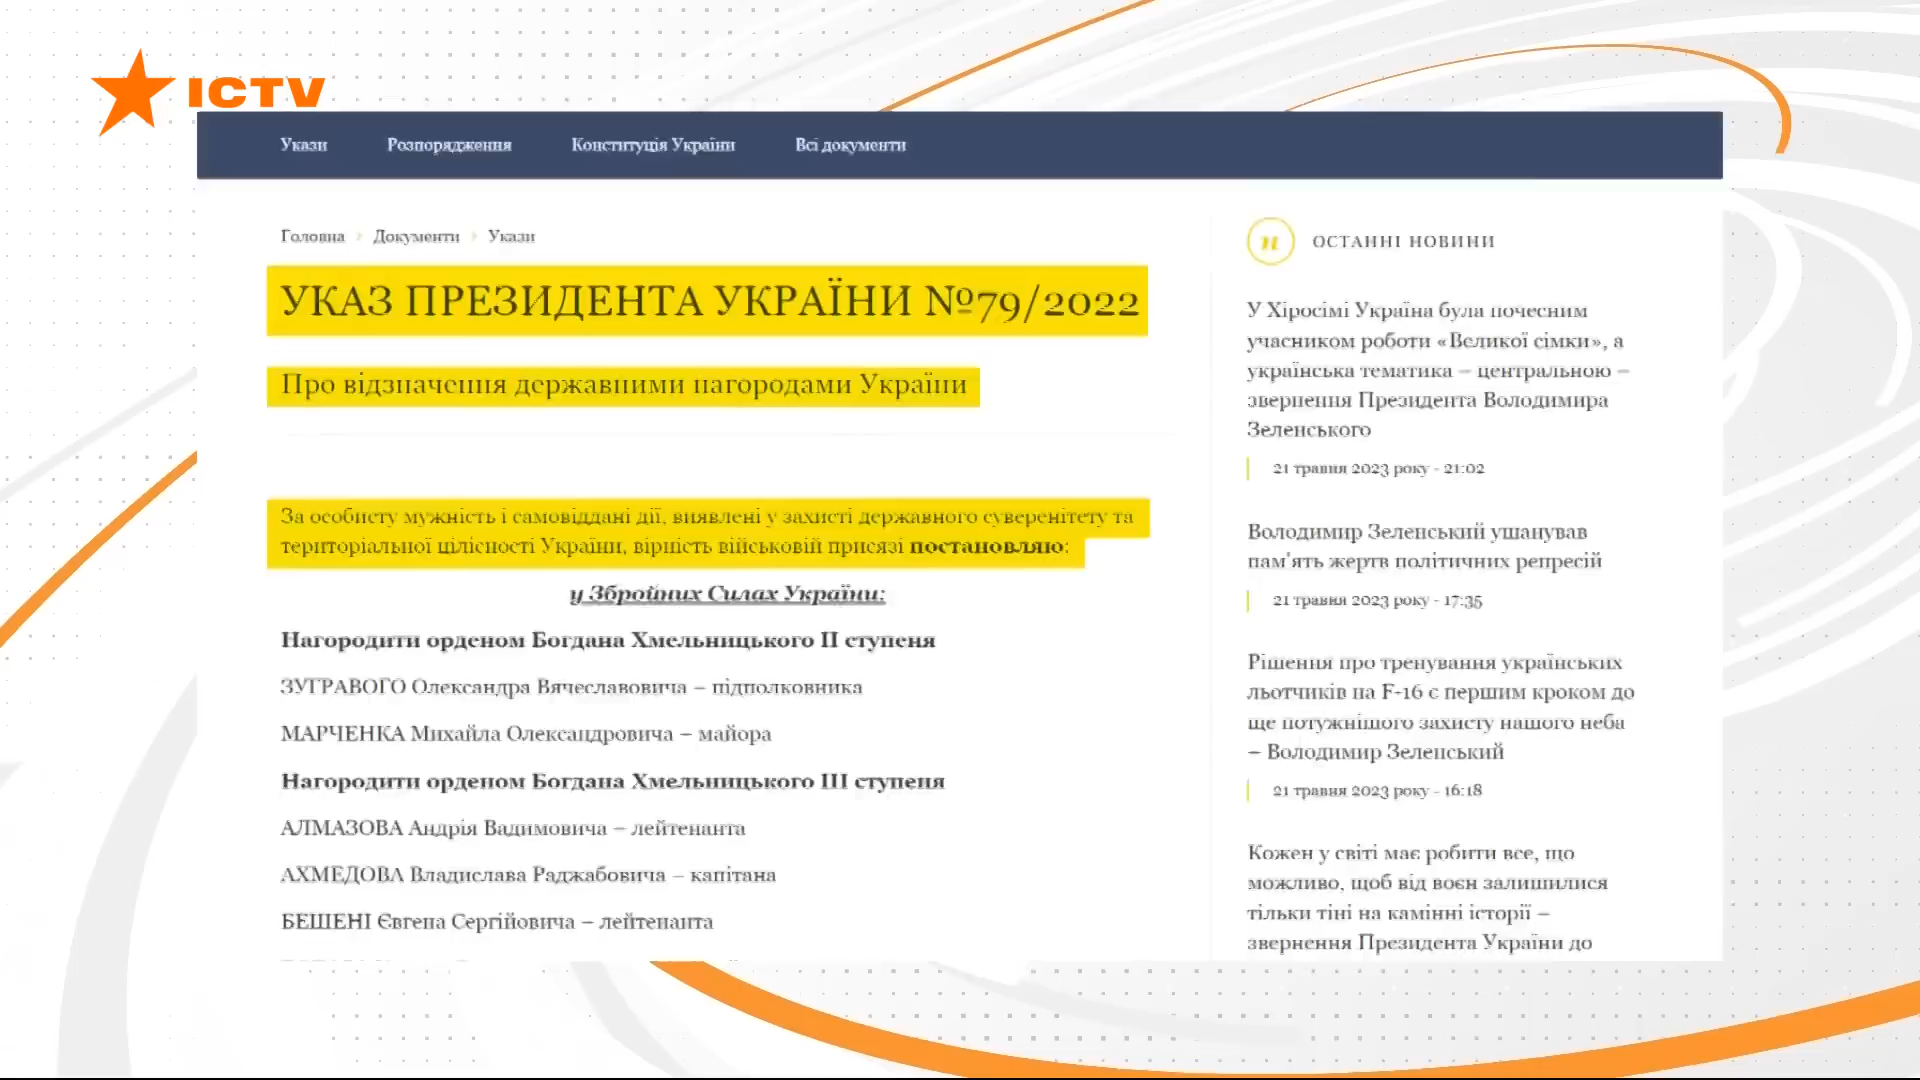 ICTV
Укази Розпорядження Конституція України Всі документи
Головна Документи Укази
УКАЗ ПРЕЗИДЕНТА УКРАЇНИ №79/2022
Про відзначення державними нагородами України
За особисту мужність і самовіддані дії, виявлені у захисті державного суверенітету та
територіальної цілісності України, вірність військовій присязі постановляю:
у Збройних Силах України:
Нагородити орденом Богдана Хмельницького II ступеня
ЗУГРАВОГО Олександра Вячеславовича – підполковника
МАРЧЕНКА Михайла Олександровича – майора
Нагородити орденом Богдана Хмельницького III ступеня
АЛМАЗОВА Андрія Вадимовича – лейтенанта
АХМЕДОВА Владислава Раджабовича – капітана
БЕШЕНІ Євгена Сергійовича – лейтенанта
n ОСТАННІ НОВИНИ
У Хіросімі Україна була почесним
учасником роботи «Великої сімки», а
українська тематика – центральною –
звернення Президента Володимира
Зеленського
21 травня 2023 року - 21:02
Володимир Зеленський ушанував
пам'ять жертв політичних репресій
21 травня 2023 року - 17:35
Рішення про тренування українських
льотчиків на F-16 є першим кроком до
ще потужнішого захисту нашого неба
– Володимир Зеленський
21 травня 2023 року - 16:18
Кожен у світі має робити все, що
можливо, щоб від воєн залишилися
тільки тіні на камінні історії –
звернення Президента України до